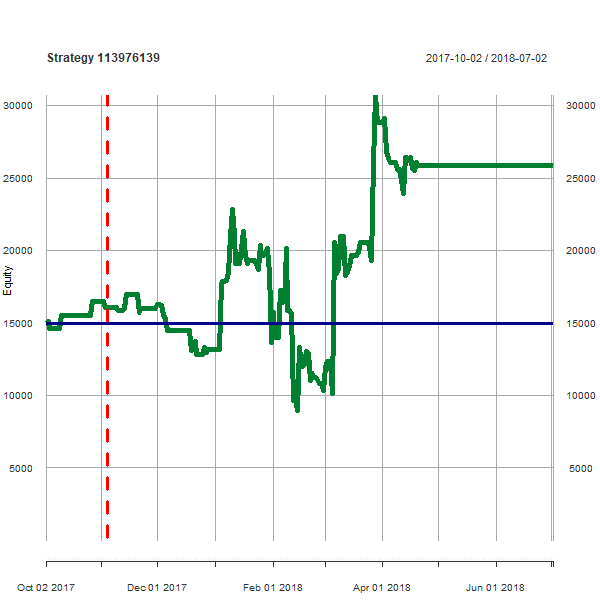 Strategy 113976139
2017-10-02 / 2018-07-02
30000
30000
25000
25000
20000
20000
15000
15000
10000
10000
5000
5000
Equity
Oct 02 2017
Dec 01 2017
Feb 01 2018
Apr 01 2018
Jun 01 2018